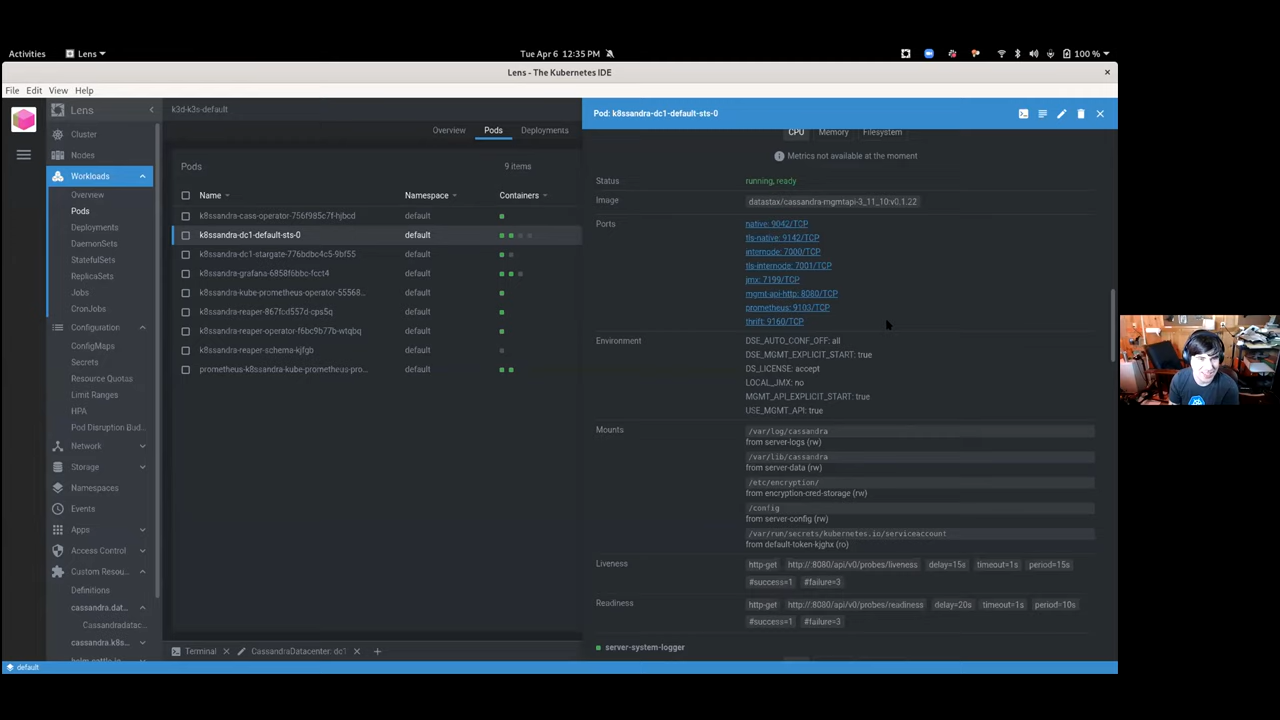 Activities
Lens
Tue Apr 6 12:35 PM
100 %
Lens - The Kubernetes IDE
File Edit View Help
Lens
k3d-k3s-default
Cluster
Nodes
Workloads
Overview
Pods
Deployments
DaemonSets
StatefulSets
ReplicaSets
Jobs
CronJobs
Configuration
ConfigMaps
Secrets
Resource Quotas
Limit Ranges
HPA
Pod Disruption Bud...
Network
Storage
Namespaces
Events
Apps
Access Control
Custom Resou...
Definitions
cassandra.dat...
Cassandradatac...
cassandra.k8s...
Overview Pods Deployments
Pods 9 items
Name Namespace Containers
k8ssandra-cass-operator-756f985c7f-hjbcd default
k8ssandra-dc1-default-sts-0 default
k8ssandra-dc1-stargate-776bdbc4c5-9bf55 default
k8ssandra-grafana-6858f6bbc-fcct4 default
k8ssandra-kube-prometheus-operator-55568... default
k8ssandra-reaper-867fcd557d-cps5q default
k8ssandra-reaper-operator-f6bc9b77b-wtqbq default
k8ssandra-reaper-schema-kjfgb default
prometheus-k8ssandra-kube-prometheus-pro... default
Terminal
CassandraDatacenter: dc1
default
Pod: k8ssandra-dc1-default-sts-0
CPU Memory Filesystem
Metrics not available at the moment
Status running, ready
Image datastax/cassandra-mgmtapi-3_11_10:v0.1.22
Ports native: 9042/TCP
tls-native: 9142/TCP
internode: 7000/TCP
tls-internode: 7001/TCP
jmx: 7199/TCP
mgmt-api-http: 8080/TCP
prometheus: 9103/TCP
thrift: 9160/TCP
Environment DSE_AUTO_CONF_OFF: all
DSE_MGMT_EXPLICIT_START: true
DS_LICENSE: accept
LOCAL_JMX: no
MGMT_API_EXPLICIT_START: true
USE_MGMT_API: true
Mounts /var/log/cassandra
from server-logs (rw)
/var/lib/cassandra
from server-data (rw)
/etc/encryption/
from encryption-cred-storage (rw)
/config
from server-config (rw)
/var/run/secrets/kubernetes.io/serviceaccount
from default-token-kjghx (ro)
Liveness http-get http://:8080/api/v0/probes/liveness delay=15s timeout=1s period=15s
#success=1 #failure=3
Readiness http-get http://:8080/api/v0/probes/readiness delay=20s timeout=1s period=10s
#success=1 #failure=3
server-system-logger